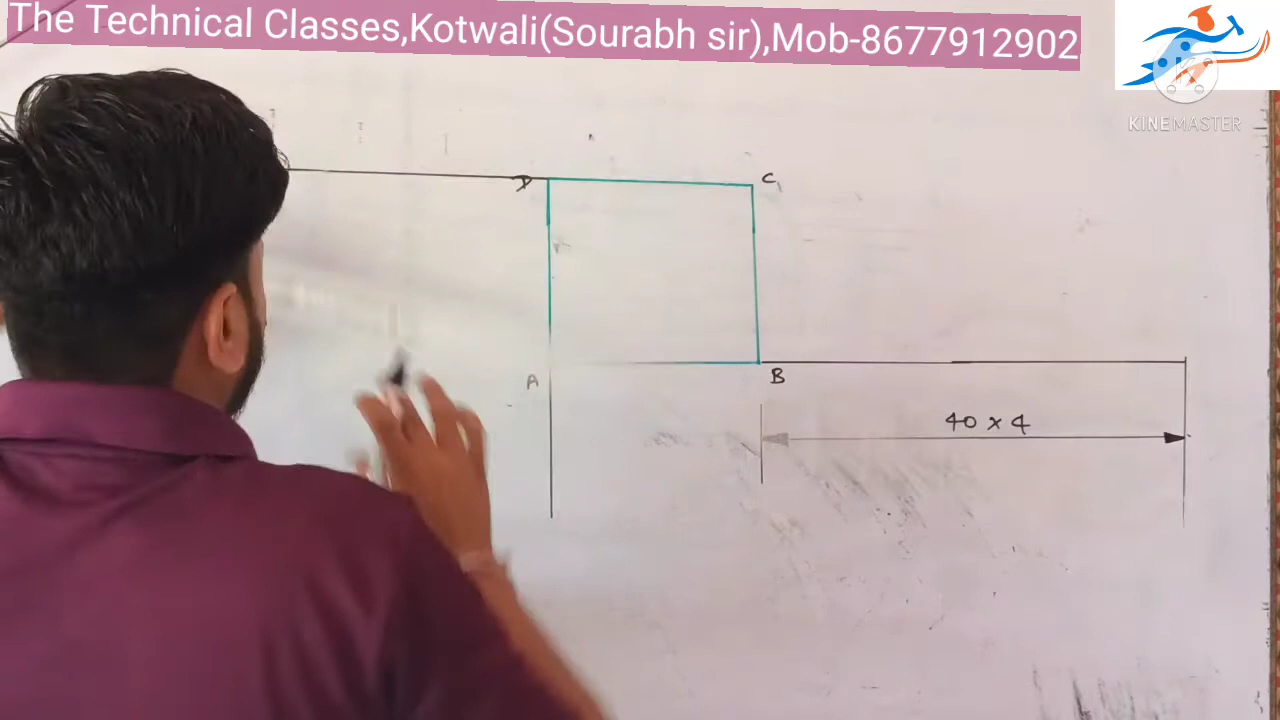 The Technical Classes,Kotwali(Sourabh sir),Mob-8677912902
KINEMASTER
D
C
A
B
40 x 4